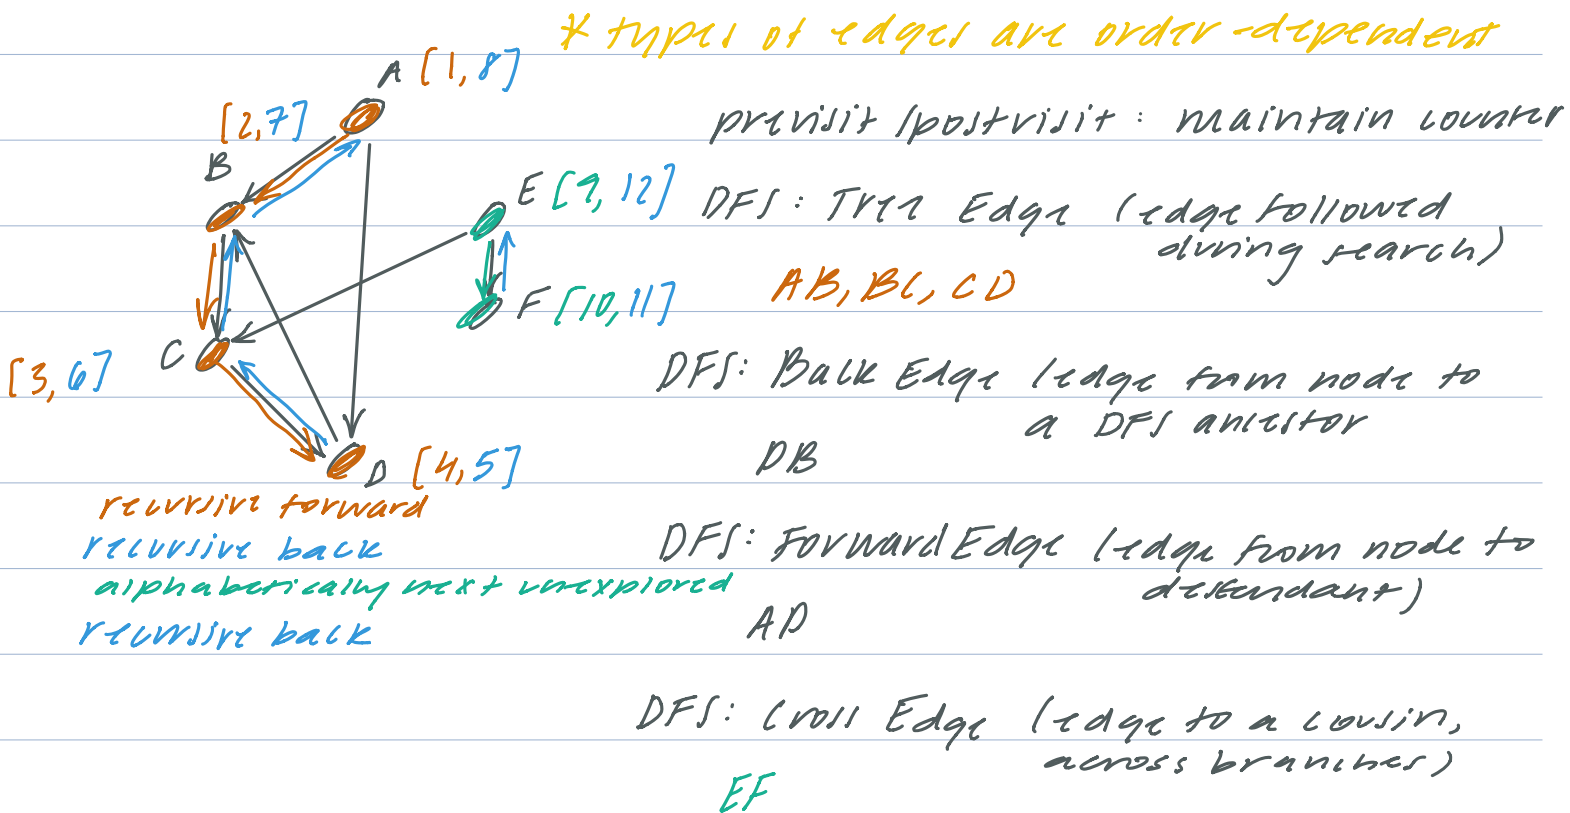 * types of edges are order-dependent
A [1, 8]
[2, 7]
B
previsit/postvisit: maintain counter
E [9, 12]
DFS: Tree Edge (edge followed
during search)
AB, BC, CD
F [10, 11]
C
[3, 6]
DFS: Back Edge (edge from node to
a DFS ancestor
DB
D [4, 5]
recursive forward
recursive back
alphabetically next unexplored
recursive back
DFS: Forward Edge (edge from node to
descendant)
AD
DFS: Cross Edge (edge to a cousin,
across branches)
EF